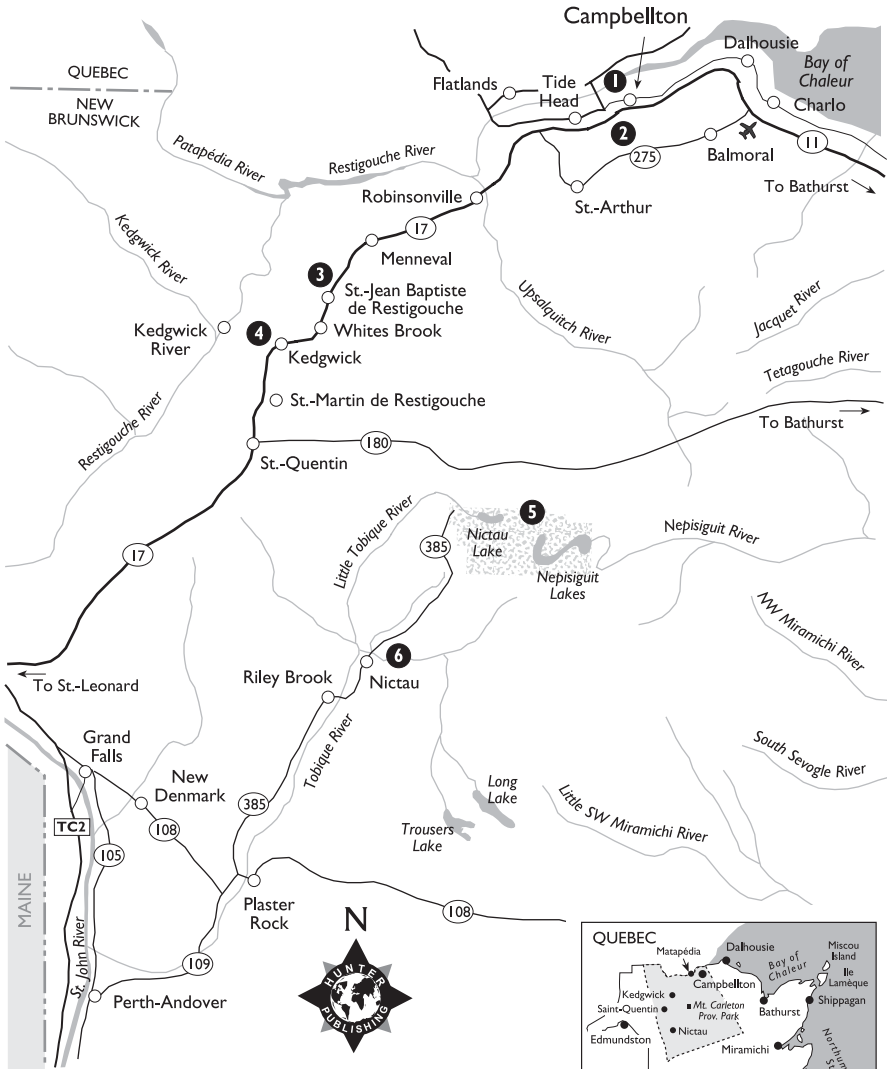 Campbellton
Dalhousie
Bay of
Chaleur
QUEBEC
NEW
BRUNSWICK
Flatlands
Tide
Head
1
Charlo
2
Patapédia River
Restigouche River
275
Balmoral
11
To Bathurst
Robinsonville
St.-Arthur
Kedgwick River
17
Menneval
3
St.-Jean Baptiste
de Restigouche
Upsalquitch River
Jacquet River
Kedgwick
River
4
Whites Brook
Kedgwick
Tetagouche River
Restigouche River
St.-Martin de Restigouche
To Bathurst
St.-Quentin
180
Little Tobique River
5
Nictau
Lake
385
Nepisiguit River
Nepisiguit
Lakes
17
NW Miramichi River
6
To St.-Leonard
Riley Brook
Nictau
Tobique River
Grand
Falls
South Sevogle River
New
Denmark
Long
Lake
385
Little SW Miramichi River
TC2
108
Trousers
Lake
105
MAINE
Plaster
Rock
108
N
St. John River
109
HUNTER
PUBLISHING
Perth-Andover
QUEBEC
Dalhousie
Matapédia
Bay of
Chaleur
Miscou
Island
Campbellton
Ile
Lamèque
Kedgwick
Mt. Carleton
Prov. Park
Saint-Quentin
Bathurst
Shippagan
Nictau
Edmundston
Miramichi